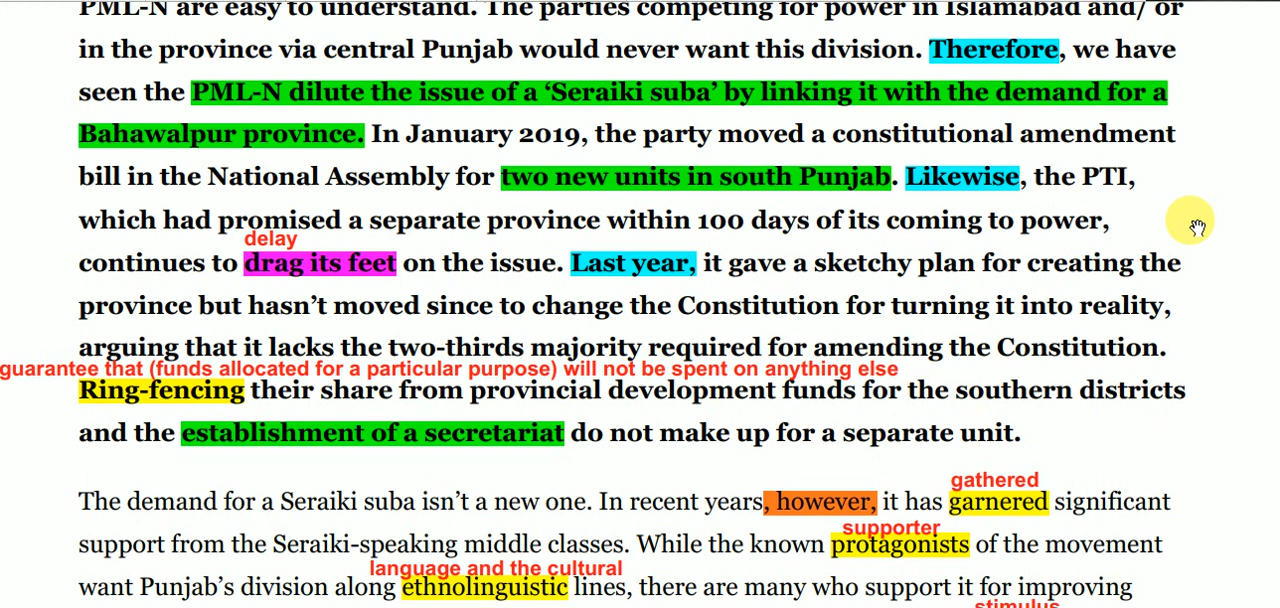 PML-N are easy to understand. The parties competing for power in Islamabad and/ or
in the province via central Punjab would never want this division. Therefore, we have
seen the PML-N dilute the issue of a ‘Seraiki suba’ by linking it with the demand for a
Bahawalpur province. In January 2019, the party moved a constitutional amendment
bill in the National Assembly for two new units in south Punjab. Likewise, the PTI,
which had promised a separate province within 100 days of its coming to power,
delay
continues to drag its feet on the issue. Last year, it gave a sketchy plan for creating the
province but hasn’t moved since to change the Constitution for turning it into reality,
arguing that it lacks the two-thirds majority required for amending the Constitution.
guarantee that (funds allocated for a particular purpose) will not be spent on anything else
Ring-fencing their share from provincial development funds for the southern districts
and the establishment of a secretariat do not make up for a separate unit.
gathered
The demand for a Seraiki suba isn’t a new one. In recent years, however, it has garnered significant
supporter
support from the Seraiki-speaking middle classes. While the known protagonists of the movement
language and the cultural
want Punjab’s division along ethnolinguistic lines, there are many who support it for improving
stimulus